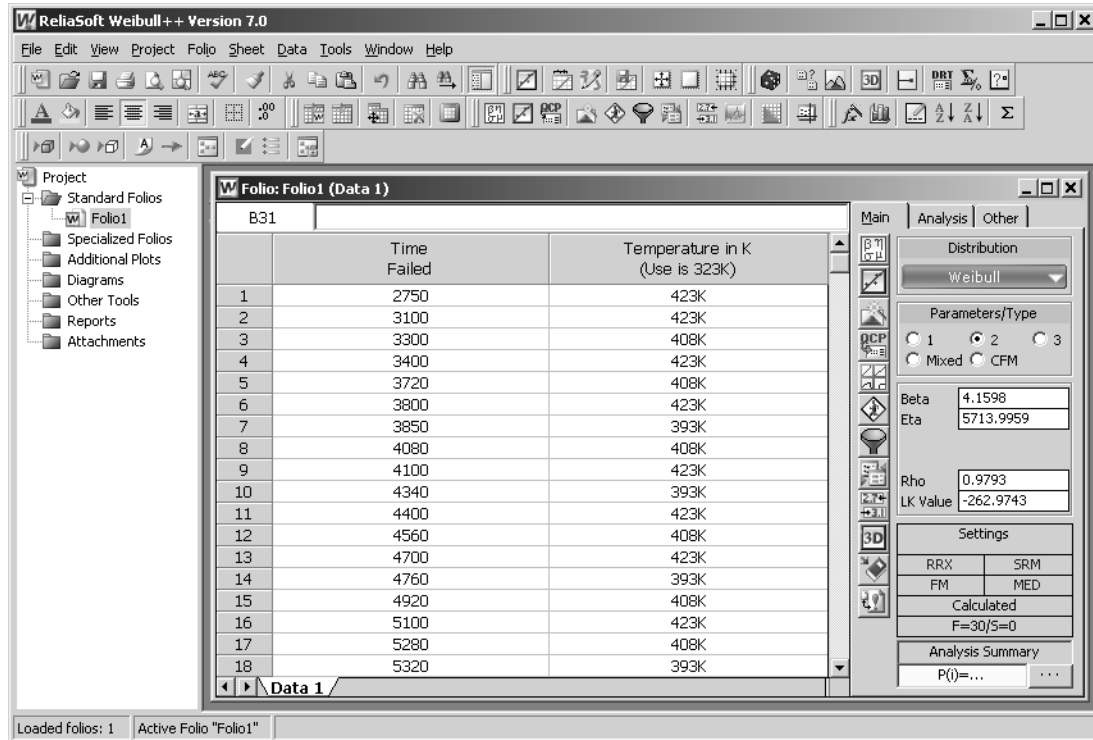 ReliaSoft Weibull++ Version 7.0
File Edit View Project Folio Sheet Data Tools Window Help
Project
Standard Folios
Folio1
Specialized Folios
Additional Plots
Diagrams
Other Tools
Reports
Attachments
Folio: Folio1 (Data 1)
B31
Time Failed Temperature in K (Use is 323K)
1 2750 423K
2 3100 423K
3 3300 408K
4 3400 423K
5 3720 408K
6 3800 423K
7 3850 393K
8 4080 408K
9 4100 423K
10 4340 393K
11 4400 423K
12 4560 408K
13 4700 423K
14 4760 393K
15 4920 408K
16 5100 423K
17 5280 408K
18 5320 393K
Data 1
Main Analysis Other
Distribution
Weibull
Parameters/Type
1 2 3
Mixed CFM
Beta 4.1598
Eta 5713.9959
Rho 0.9793
LK Value -262.9743
Settings
RRX SRM
FM MED
Calculated
F=30/S=0
Analysis Summary
P(i)=... ...
QCP
3D
Loaded folios: 1 Active Folio "Folio1"